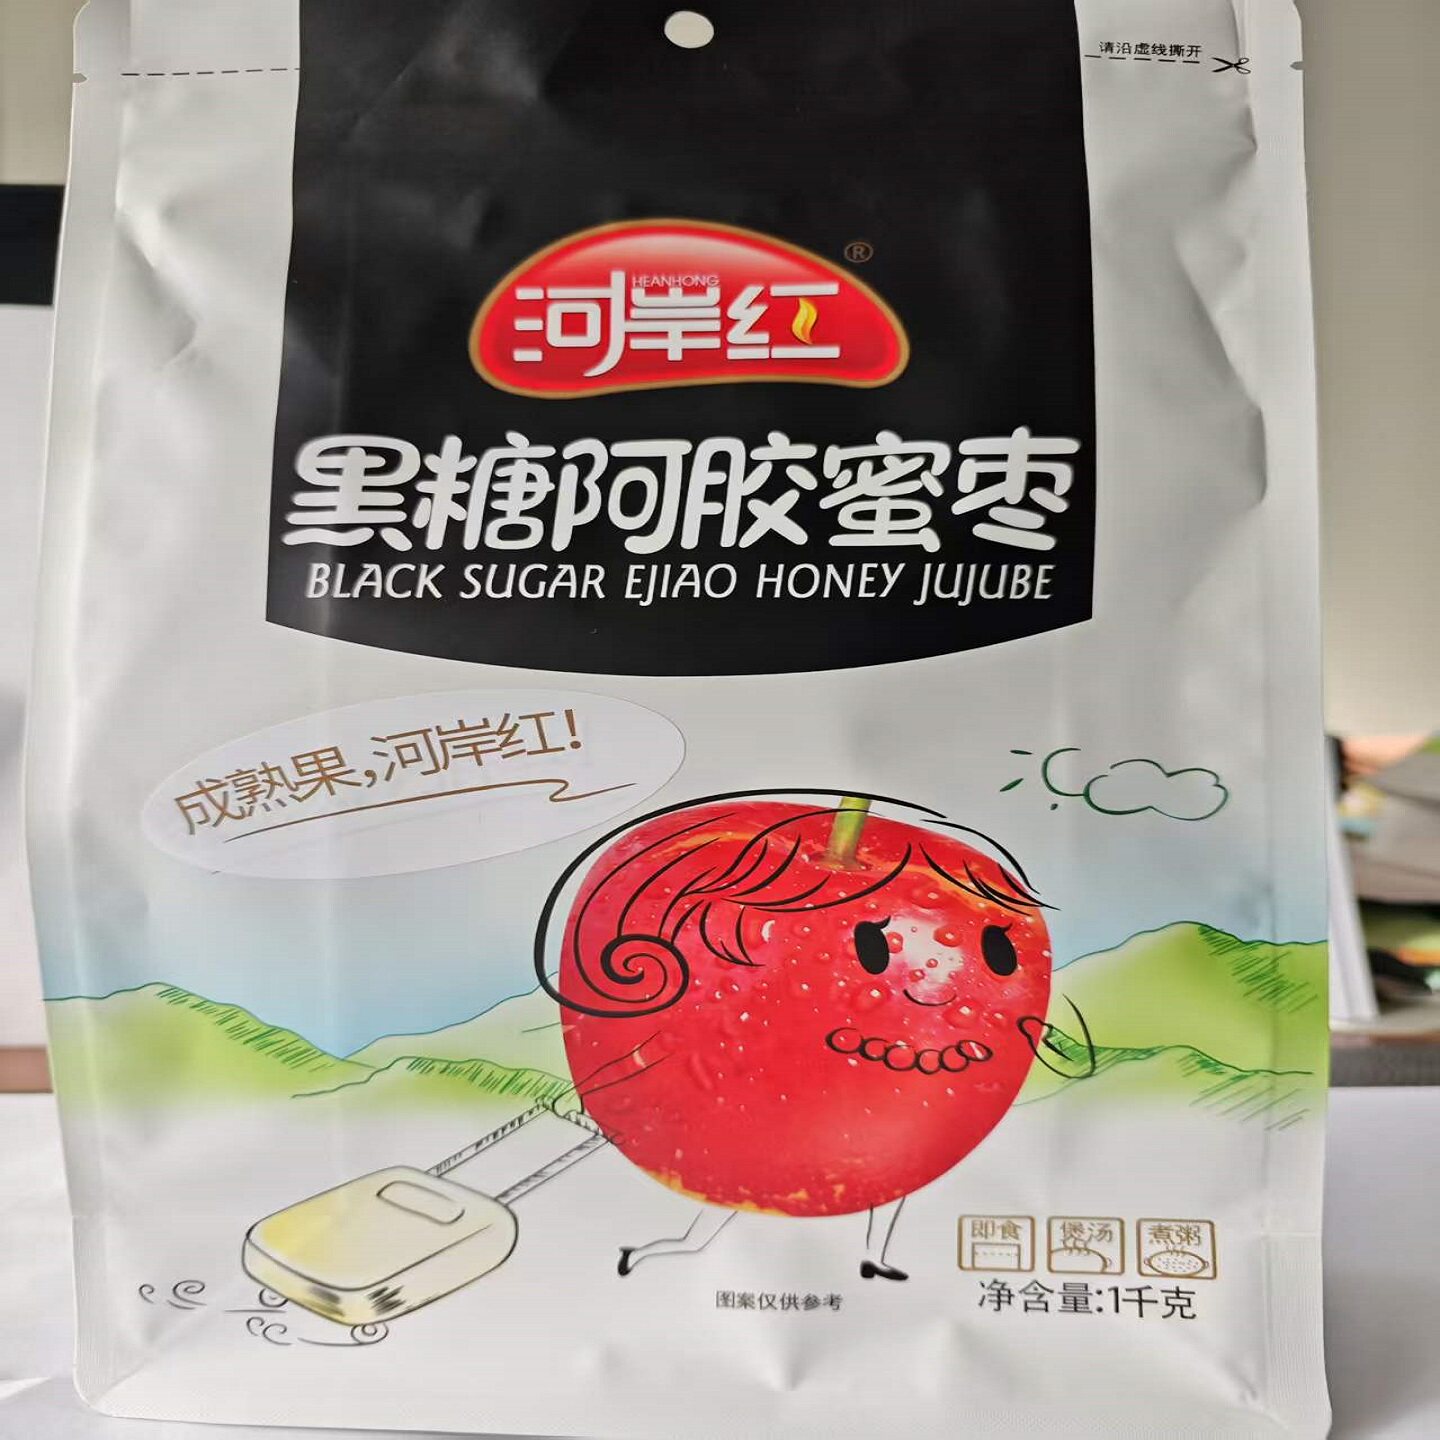 请沿虚线撕开
HEANHONG
河岸红®
黑糖阿胶蜜枣
BLACK SUGAR EJIAO HONEY JUJUBE
成熟果,河岸红!
即食 煲汤 煮粥
净含量:1千克
图案仅供参考